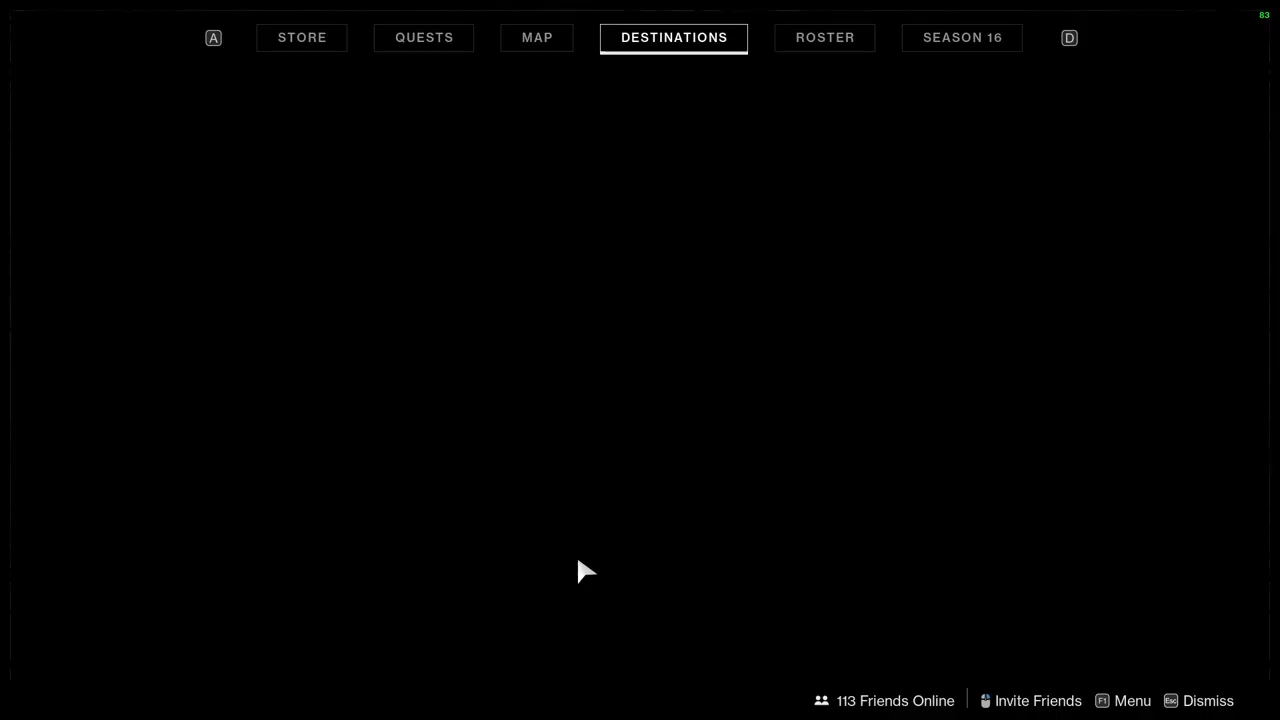 83
A STORE QUESTS MAP DESTINATIONS ROSTER SEASON 16 D
113 Friends Online Invite Friends F1 Menu Esc Dismiss